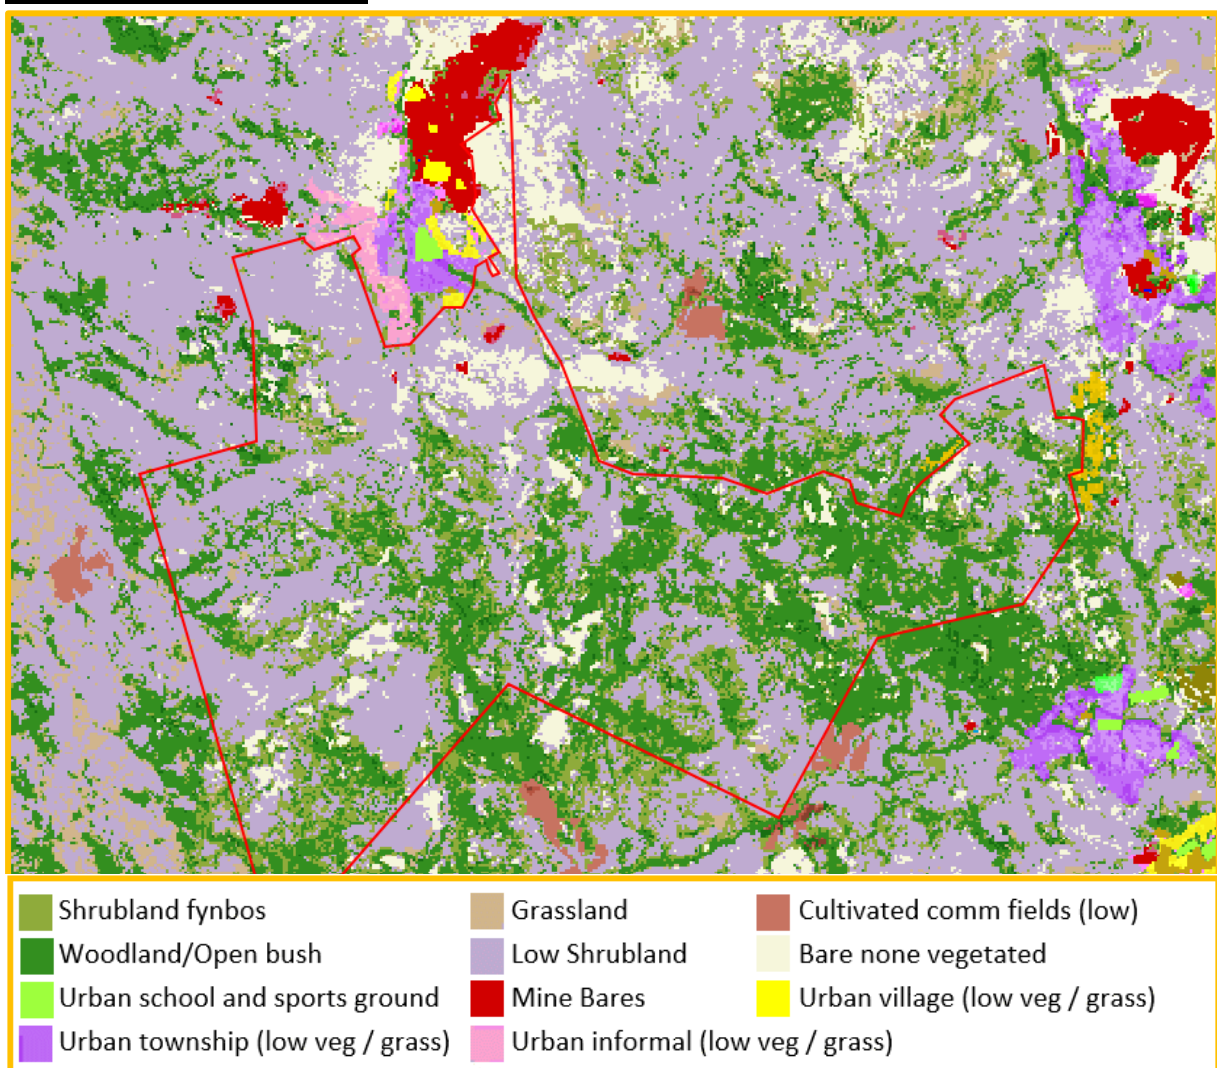 Shrubland fynbos
Grassland
Cultivated comm fields (low)
Woodland/Open bush
Low Shrubland
Bare none vegetated
Urban school and sports ground
Mine Bares
Urban village (low veg / grass)
Urban township (low veg / grass)
Urban informal (low veg / grass)